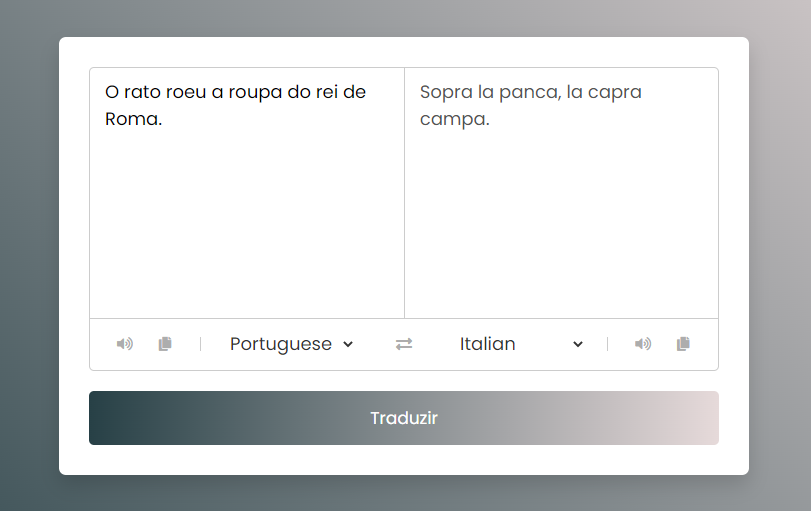 O rato roeu a roupa do rei de
Roma.
Sopra la panca, la capra
campa.
Portuguese
Italian
Traduzir